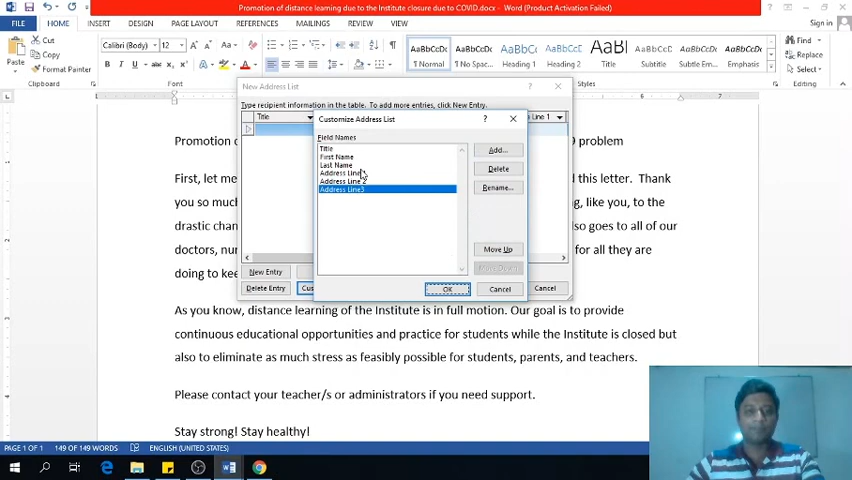 Promotion of distance learning due to the Institute closure due to COVID.docx - Word (Product Activation Failed)
FILE HOME INSERT DESIGN PAGE LAYOUT REFERENCES MAILINGS REVIEW VIEW Sign in
Cut
Copy
Format Painter
Paste
Clipboard
Calibri (Body) 12
Font
AaBbCcDc AaBbCcDc AaBbCc AaBbCcC AaBl AaBbCcC AaBbCcDc AaBbCcDc
¶ Normal ¶ No Spac... Heading 1 Heading 2 Title Subtitle Subtle Em... Emphasis
Styles
Find
Replace
Select
Editing
New Address List
Type recipient information in the table. To add more entries, click New Entry.
Title
Line 1
New Entry
Delete Entry
Cancel
Customize Address List
Field Names
Title
First Name
Last Name
Address Line
Address Line 2
Address Line3
Add...
Delete
Rename...
Move Up
Move Down
OK
Cancel
Promotion o
9 problem
First, let me
d this letter. Thank
you so much
ng, like you, to
drastic chan
lso goes to all of our
doctors, nu
for all they are
doing to kee
As you know, distance learning of the Institute is in full motion. Our goal is to provide
continuous educational opportunities and practice for students while the Institute is closed but
also to eliminate as much stress as feasibly possible for students, parents, and teachers.
Please contact your teacher/s or administrators if you need support.
Stay strong! Stay healthy!
PAGE 1 OF 1 149 OF 149 WORDS ENGLISH (UNITED STATES)